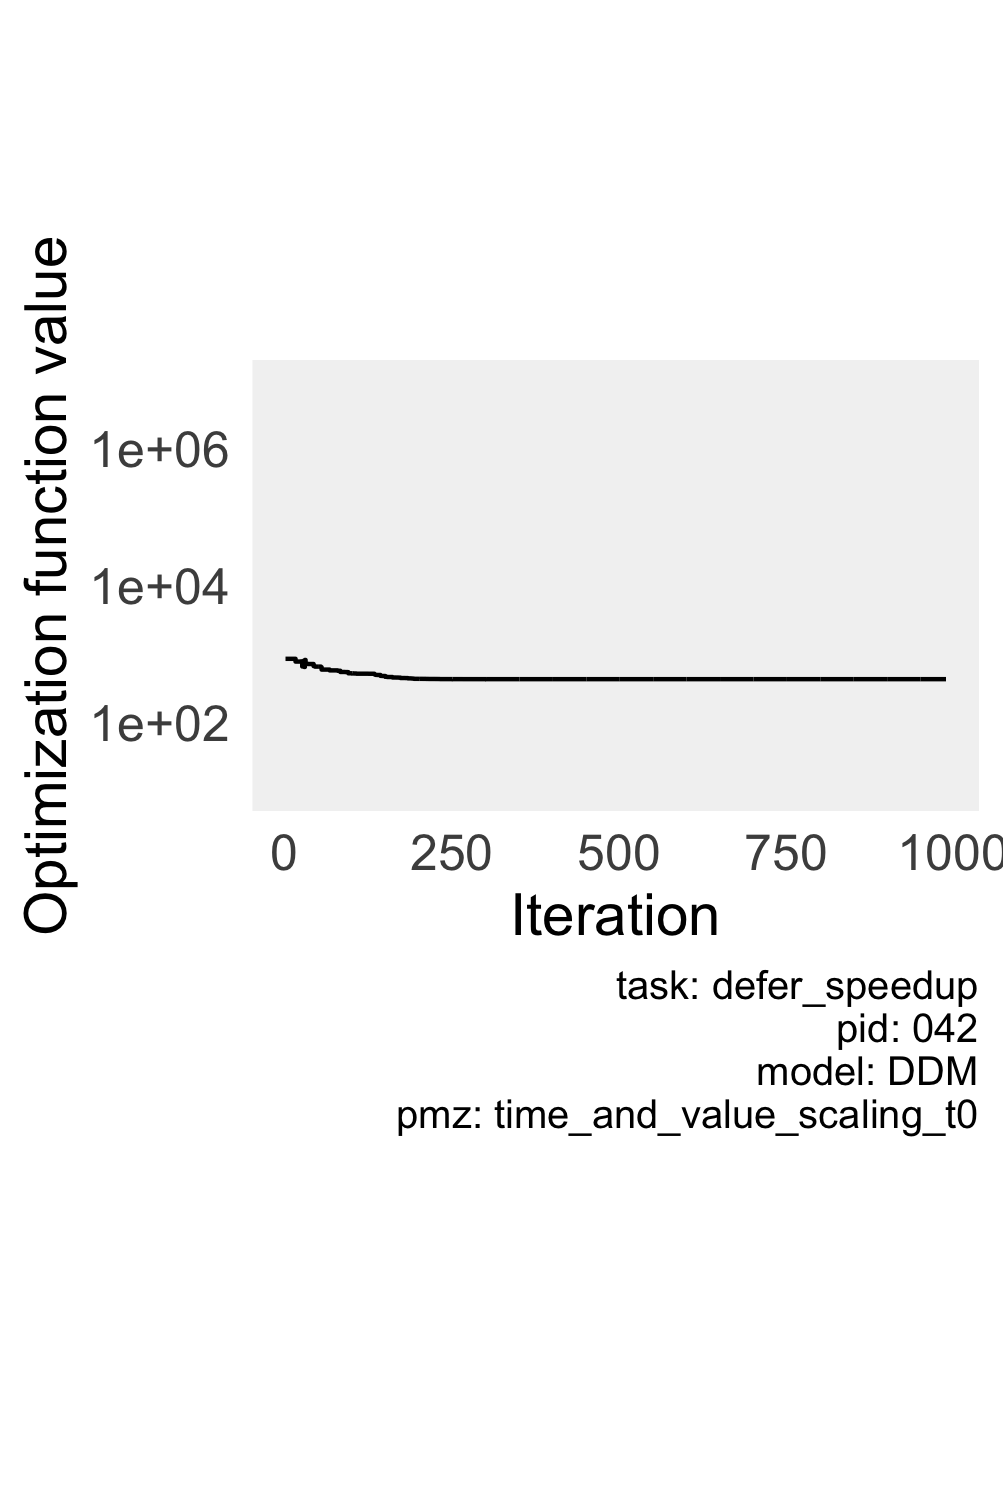 Optimization function value
1e+06
1e+04
1e+02
0 250 500 750 1000
Iteration
task: defer_speedup
pid: 042
model: DDM
pmz: time_and_value_scaling_t0